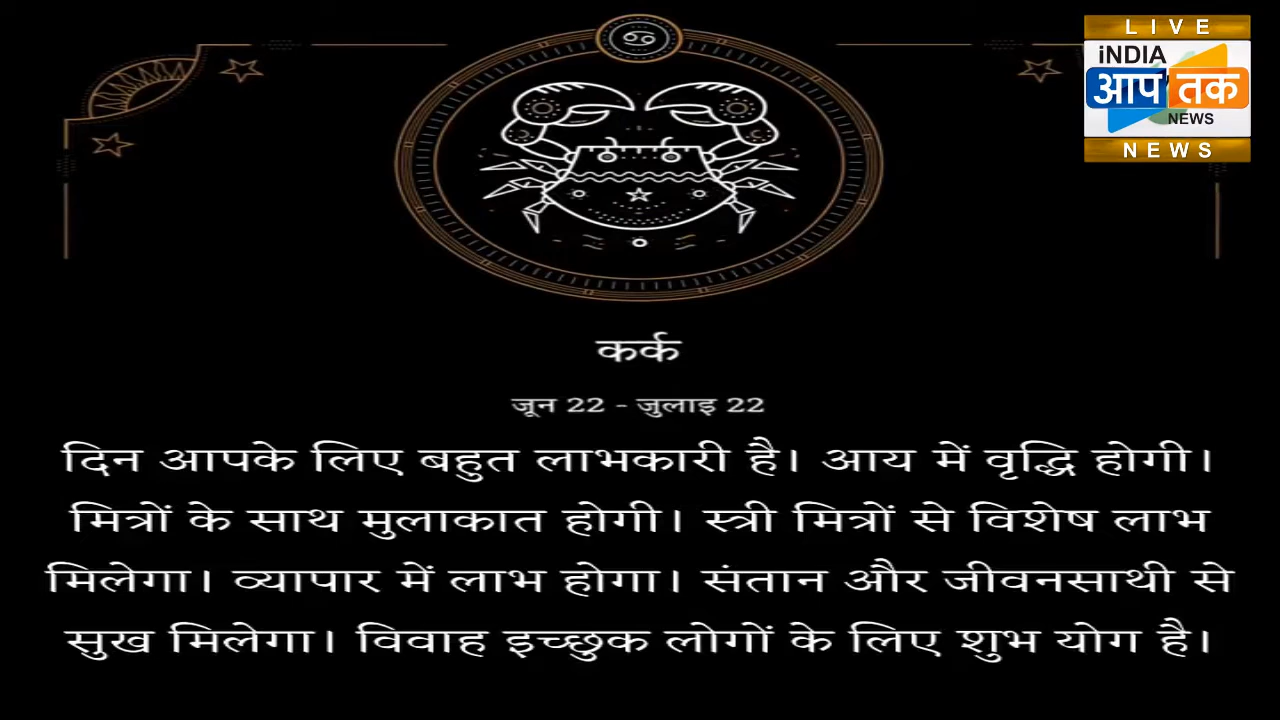 LIVE
iNDIA
आप तक
NEWS
NEWS
कर्क
जून 22 - जुलाइ 22
दिन आपके लिए बहुत लाभकारी है। आय में वृद्धि होगी।
मित्रों के साथ मुलाकात होगी। स्त्री मित्रों से विशेष लाभ
मिलेगा। व्यापार में लाभ होगा। संतान और जीवनसाथी से
सुख मिलेगा। विवाह इच्छुक लोगों के लिए शुभ योग है।